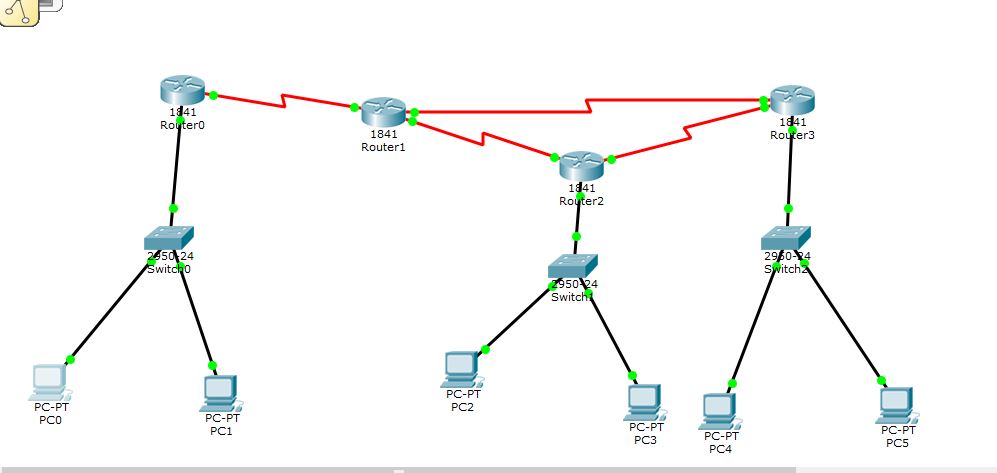 1841
Router0
1841
Router1
1841
Router3
1841
Router2
2950-24
Switch0
2950-24
Switch1
2950-24
Switch2
PC-PT
PC0
PC-PT
PC1
PC-PT
PC2
PC-PT
PC3
PC-PT
PC4
PC-PT
PC5